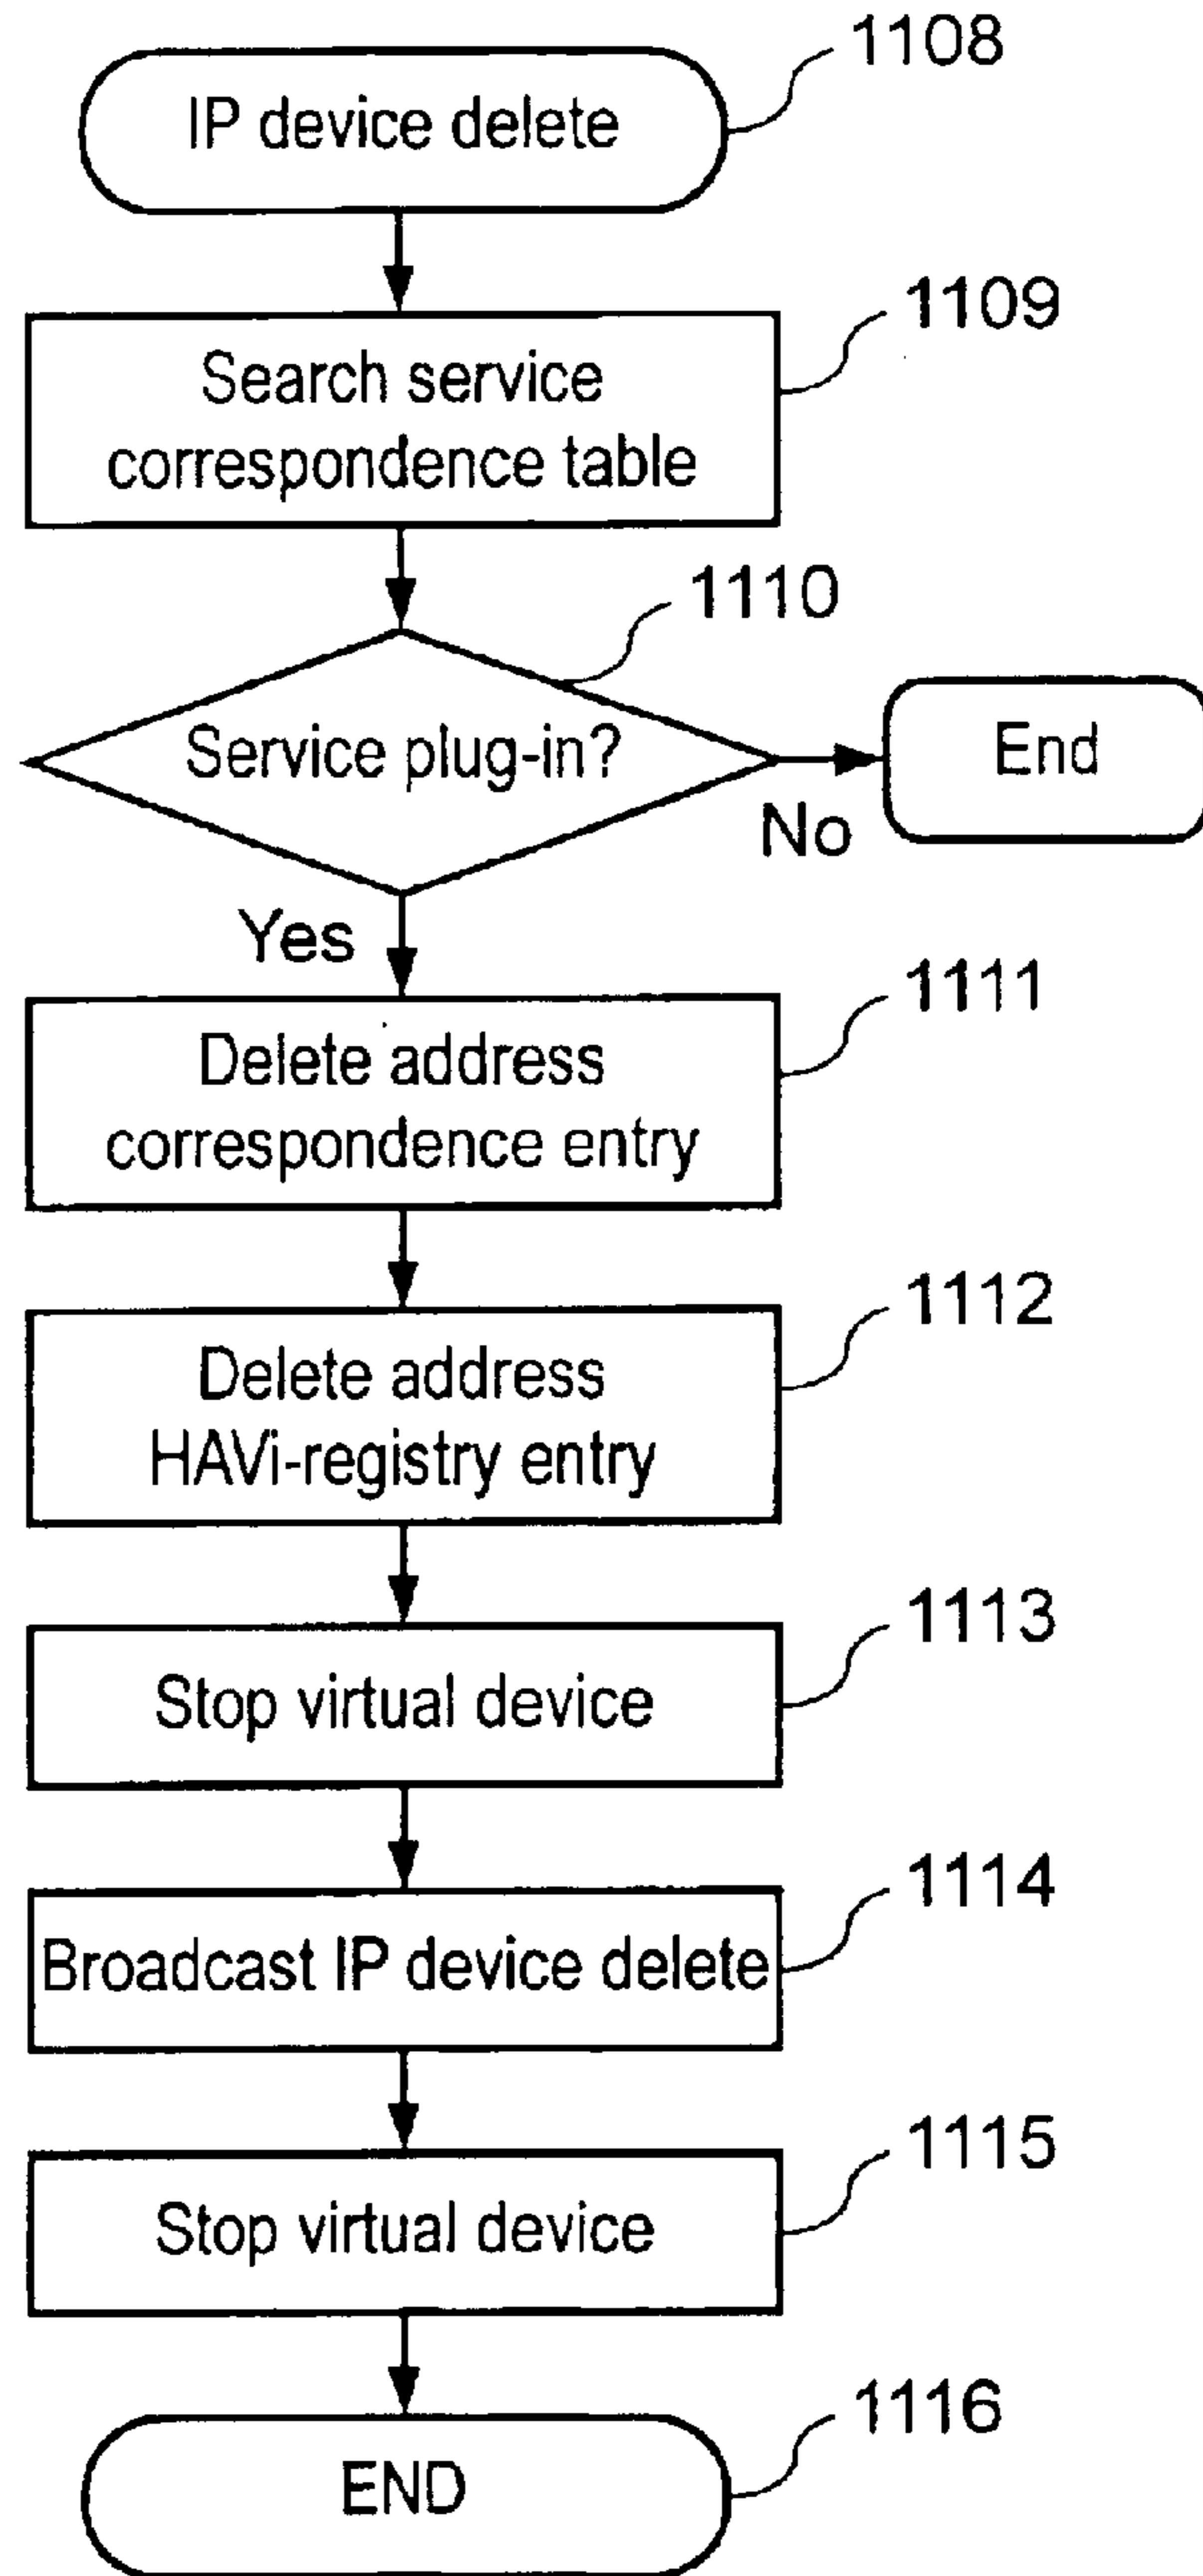 1108
IP device delete
1109
Search service
correspondence table
1110
Service plug-in?
End
No
Yes
1111
Delete address
correspondence entry
1112
Delete address
HAVi-registry entry
1113
Stop virtual device
1114
Broadcast IP device delete
1115
Stop virtual device
1116
END